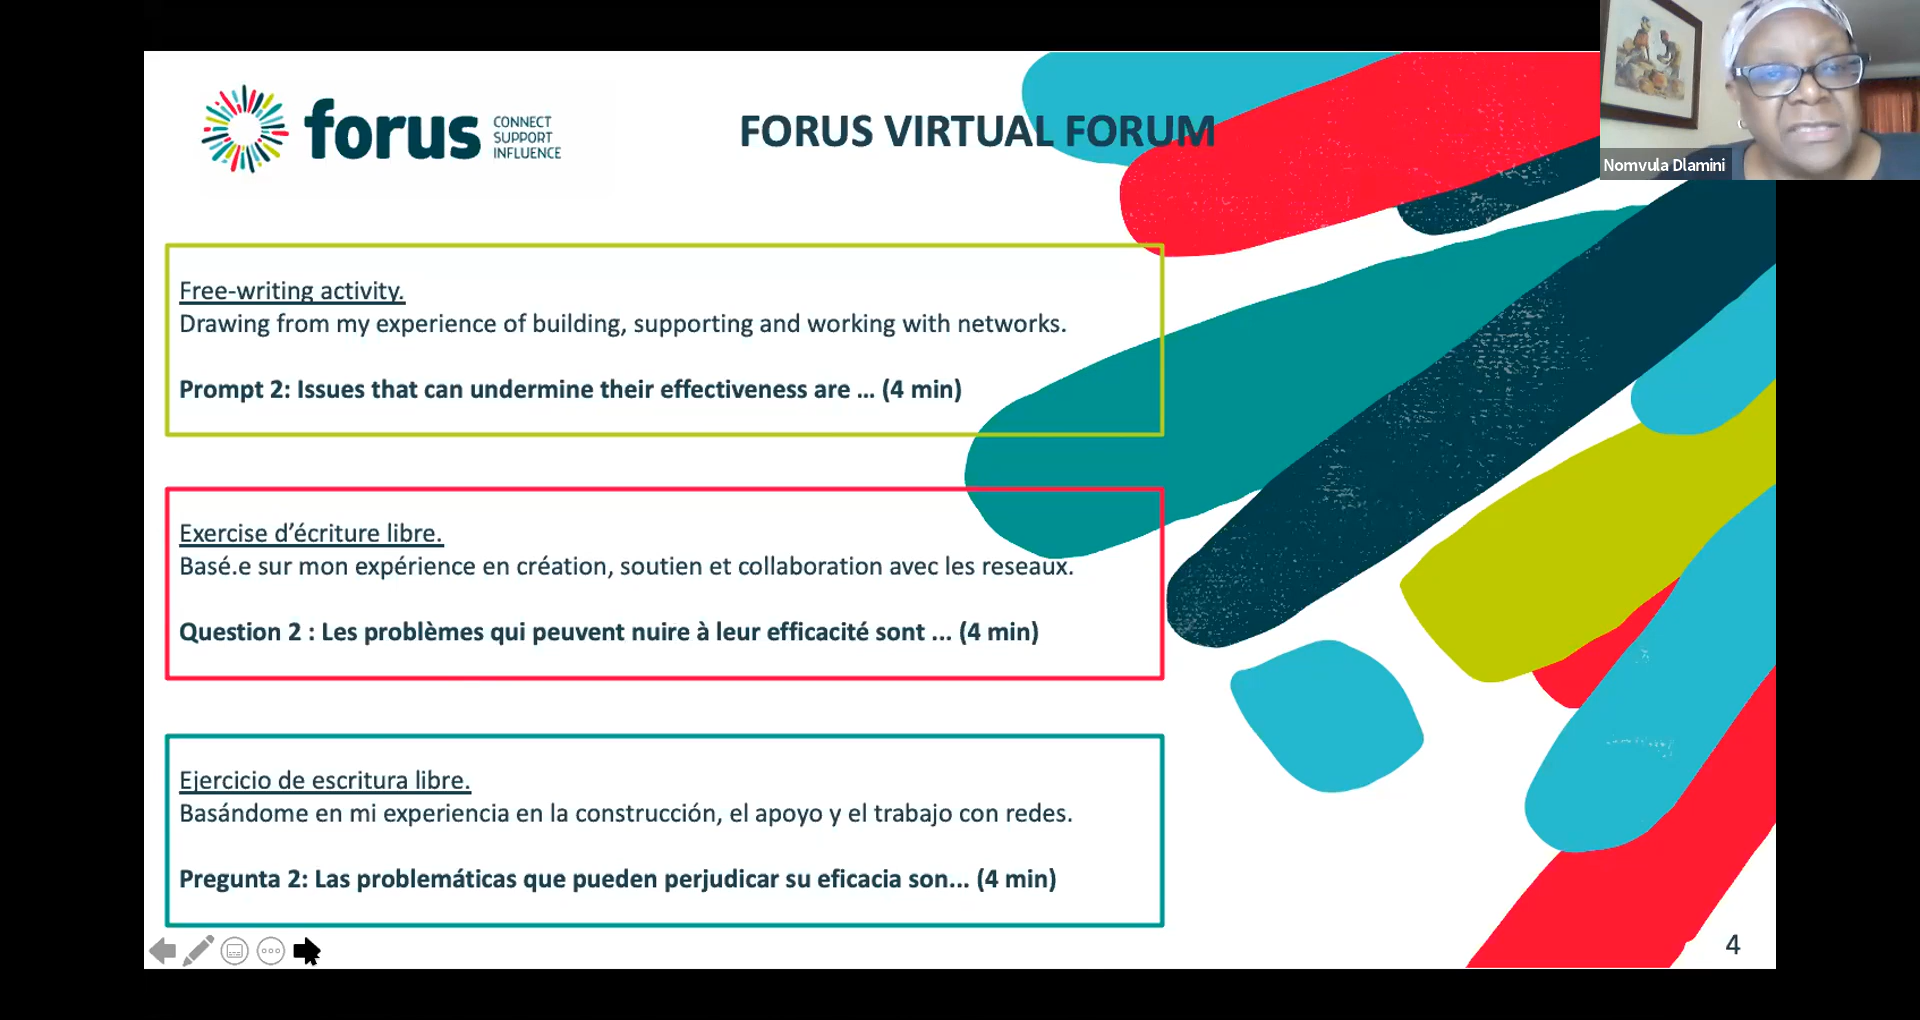 forus
CONNECT
SUPPORT
INFLUENCE
FORUS VIRTUAL FORUM
Nomvula Dlamini
Free-writing activity.
Drawing from my experience of building, supporting and working with networks.
Prompt 2: Issues that can undermine their effectiveness are ... (4 min)
Exercise d’écriture libre.
Basé.e sur mon expérience en création, soutien et collaboration avec les reseaux.
Question 2 : Les problèmes qui peuvent nuire à leur efficacité sont ... (4 min)
Ejercicio de escritura libre.
Basándome en mi experiencia en la construcción, el apoyo y el trabajo con redes.
Pregunta 2: Las problemáticas que pueden perjudicar su eficacia son... (4 min)
4